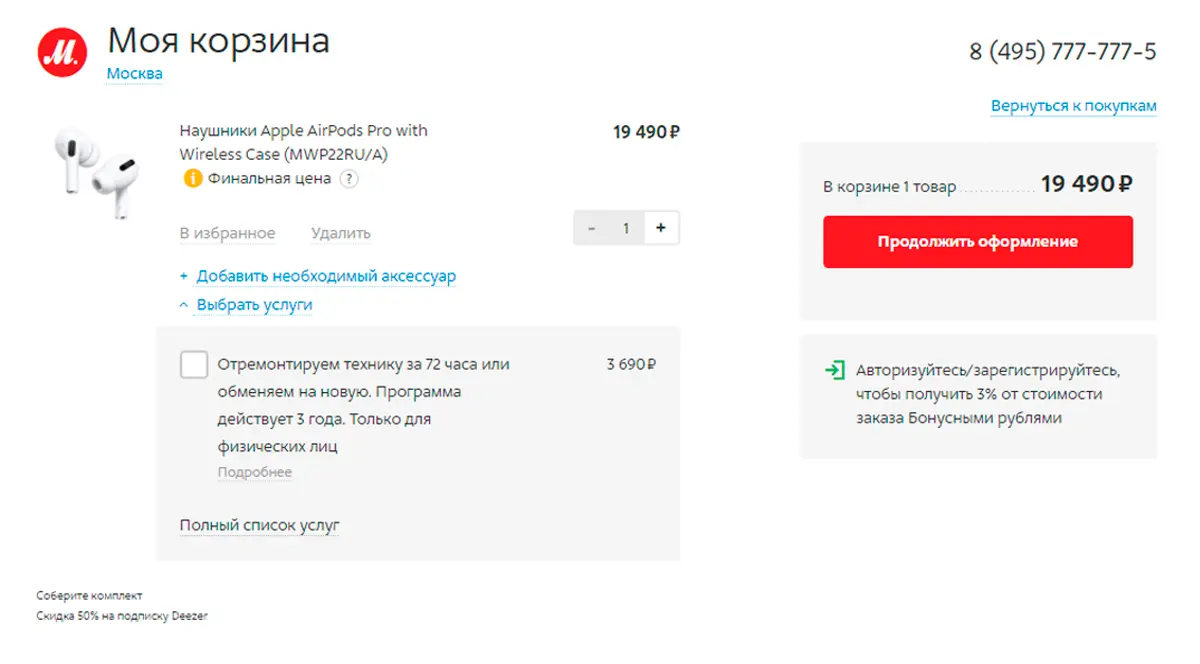 М.
Моя корзина
Москва
8 (495) 777-777-5
Вернуться к покупкам
Наушники Apple AirPods Pro with
Wireless Case (MWP22RU/A)
19 490 ₽
i Финальная цена ?
В избранное Удалить
- 1 +
+ Добавить необходимый аксессуар
^ Выбрать услуги
Отремонтируем технику за 72 часа или
обменяем на новую. Программа
действует 3 года. Только для
физических лиц
3 690 ₽
Подробнее
Полный список услуг
В корзине 1 товар ............... 19 490 ₽
Продолжить оформление
Авторизуйтесь/зарегистрируйтесь,
чтобы получить 3% от стоимости
заказа Бонусными рублями
Соберите комплект
Скидка 50% на подписку Deezer